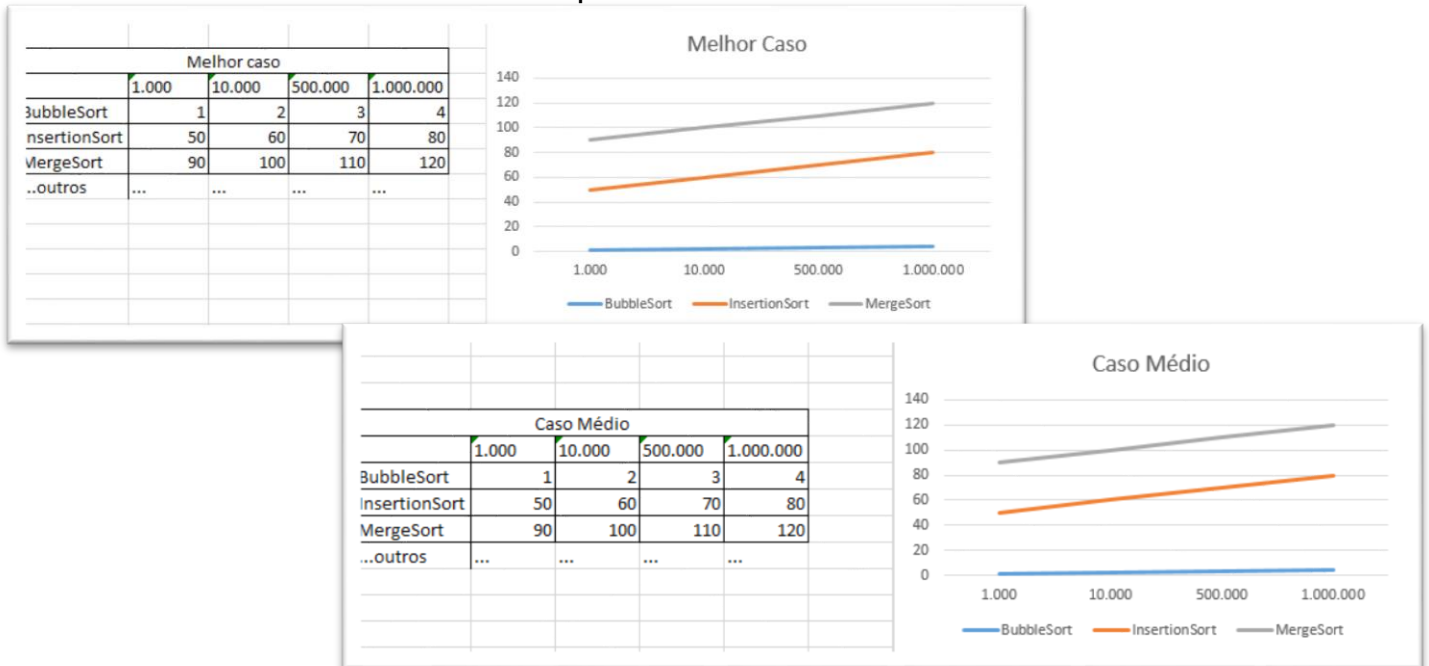 Melhor caso
1.000 10.000 500.000 1.000.000
BubbleSort 1 2 3 4
nsertionSort 50 60 70 80
MergeSort 90 100 110 120
..outros ... ... ... ...
Melhor Caso
140
120
100
80
60
40
20
0
1.000 10.000 500.000 1.000.000
BubbleSort InsertionSort MergeSort
Caso Médio
1.000 10.000 500.000 1.000.000
BubbleSort 1 2 3 4
InsertionSort 50 60 70 80
MergeSort 90 100 110 120
...outros ... ... ... ...
Caso Médio
140
120
100
80
60
40
20
0
1.000 10.000 500.000 1.000.000
BubbleSort InsertionSort MergeSort